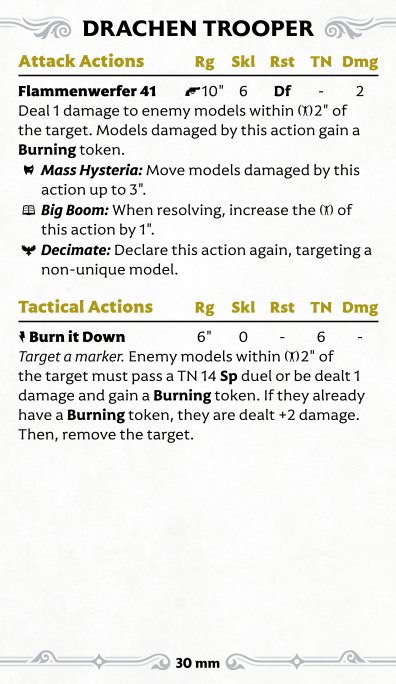 DRACHEN TROOPER
Attack Actions Rg Skl Rst TN Dmg
Flammenwerfer 41 10" 6 Df - 2
Deal 1 damage to enemy models within 2" of
the target. Models damaged by this action gain a
Burning token.
Mass Hysteria: Move models damaged by this
action up to 3".
Big Boom: When resolving, increase the of
this action by 1".
Decimate: Declare this action again, targeting a
non-unique model.
Tactical Actions Rg Skl Rst TN Dmg
Burn it Down 6" 0 - 6 -
Target a marker. Enemy models within 2" of
the target must pass a TN 14 Sp duel or be dealt 1
damage and gain a Burning token. If they already
have a Burning token, they are dealt +2 damage.
Then, remove the target.
30 mm